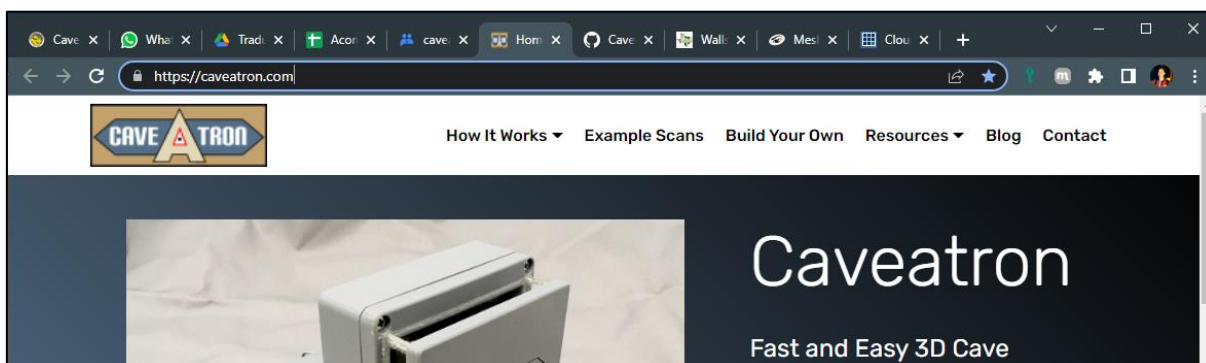 Cave
What
Trad
Acon
cave
Hom
Cave
Wall
Mesl
Clou
https://caveatron.com
m
CAVE A TRON
How It Works
Example Scans
Build Your Own
Resources
Blog
Contact
Caveatron
Fast and Easy 3D Cave